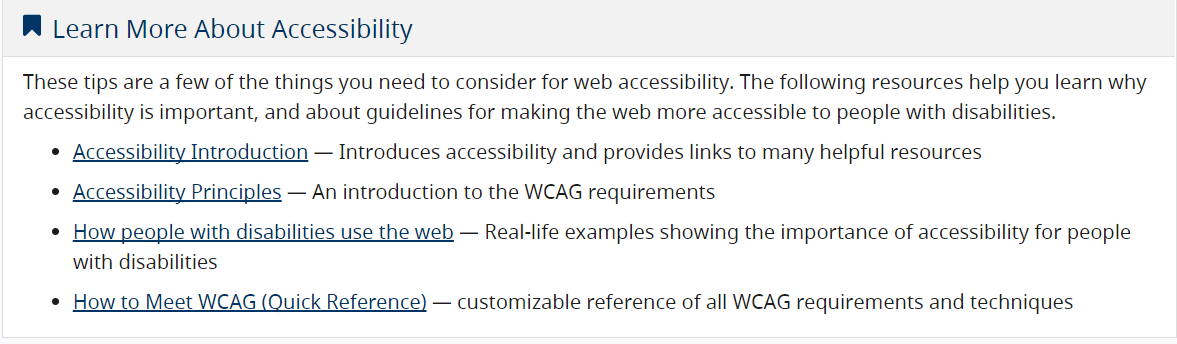 Learn More About Accessibility
These tips are a few of the things you need to consider for web accessibility. The following resources help you learn why
accessibility is important, and about guidelines for making the web more accessible to people with disabilities.
• Accessibility Introduction — Introduces accessibility and provides links to many helpful resources
• Accessibility Principles — An introduction to the WCAG requirements
• How people with disabilities use the web — Real-life examples showing the importance of accessibility for people
with disabilities
• How to Meet WCAG (Quick Reference) — customizable reference of all WCAG requirements and techniques